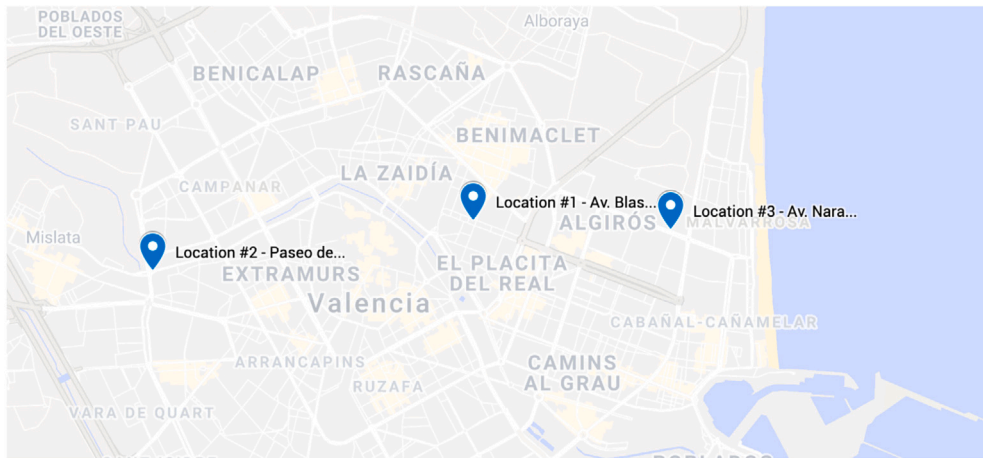 POBLADOS
DEL OESTE
Alboraya
BENICALAP
RASCAÑA
SANT PAU
BENIMACLET
LA ZAIDÍA
CAMPANAR
Location #1 - Av. Blas...
ALGIRÓS
Location #3 - Av. Nara...
MALVARROSA
Mislata
Location #2 - Paseo de...
EXTRAMURS
EL PLACITA
DEL REAL
Valencia
CABAÑAL-CAÑAMELAR
ARRANCAPINS
CAMINS
AL GRAU
RUZAFA
VARA DE QUART
POBLADOS